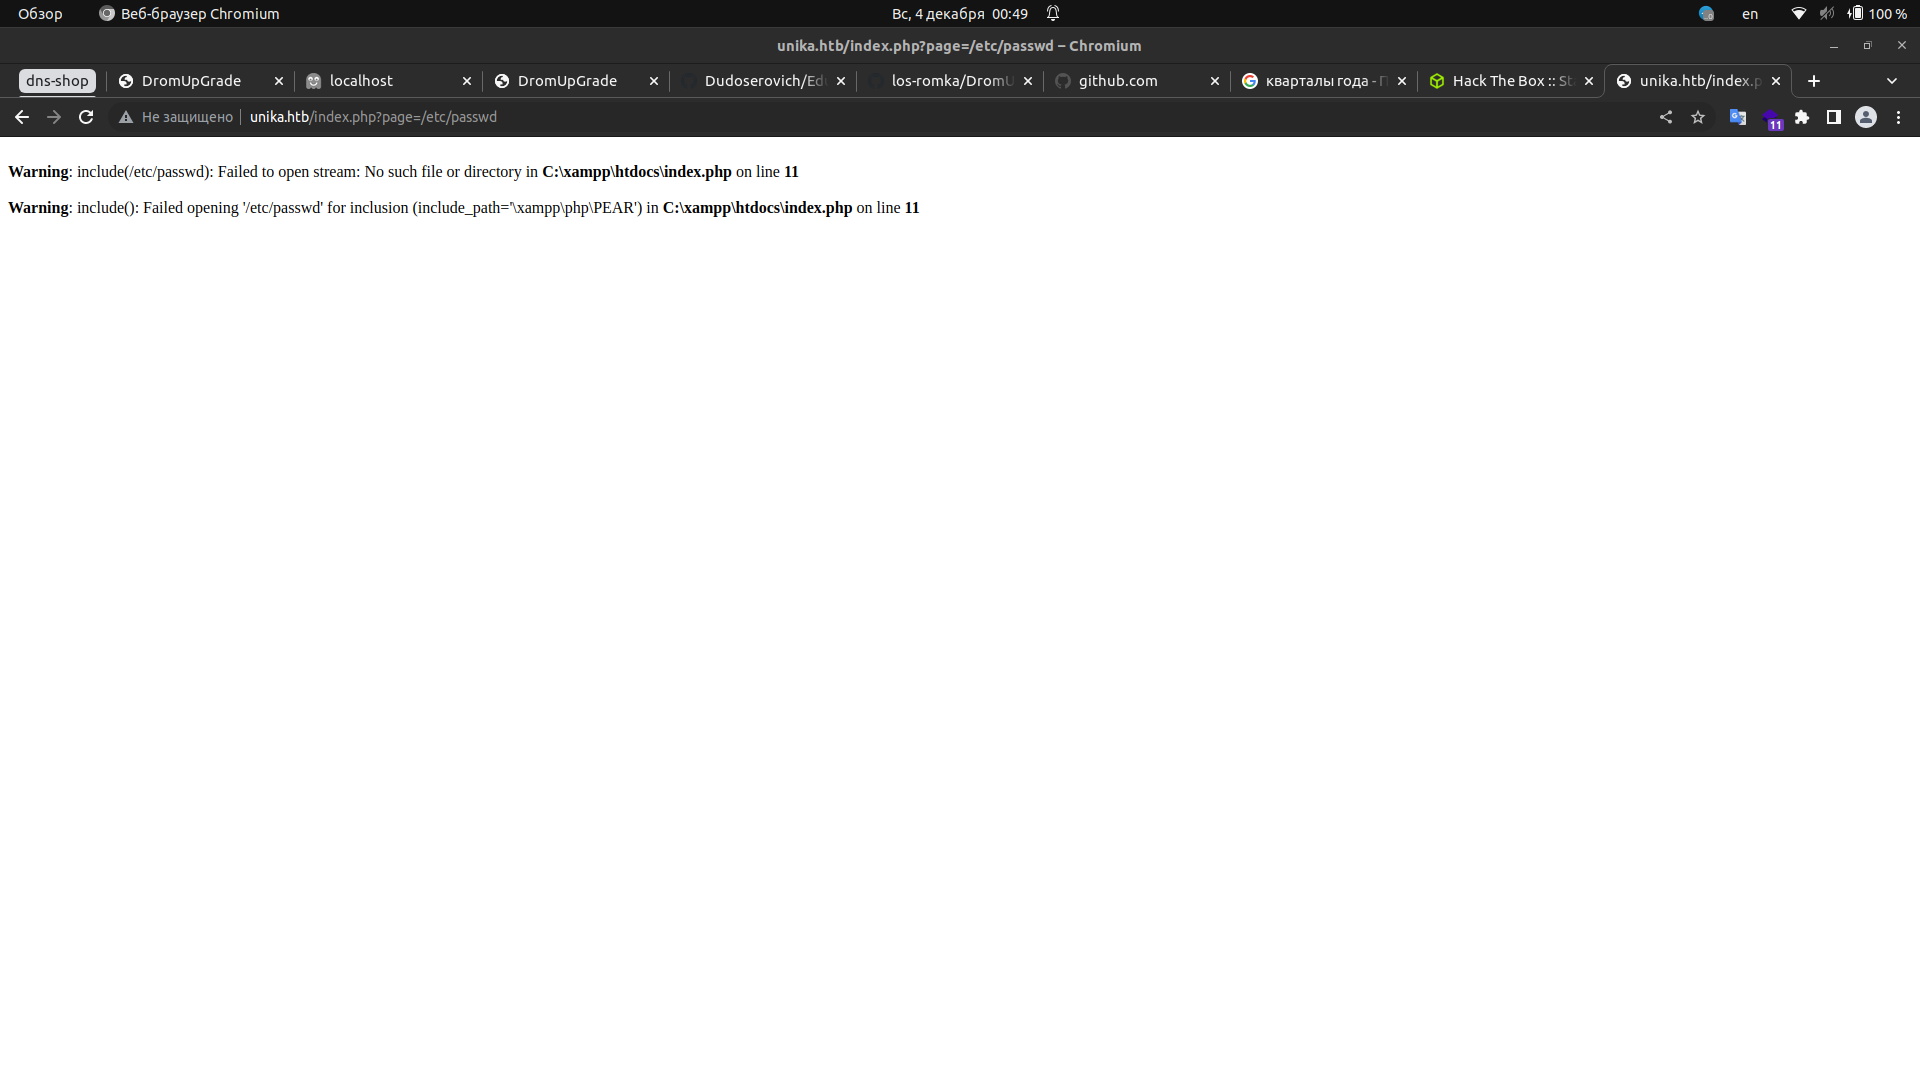 Обзор Веб-браузер Chromium Вс, 4 декабря 00:49 en 100 %
unika.htb/index.php?page=/etc/passwd – Chromium
dns-shop DromUpGrade localhost DromUpGrade Dudoserovich/Ed los-romka/Drom github.com кварталы года - Hack The Box :: St unika.htb/index.p
Не защищено unika.htb/index.php?page=/etc/passwd 11
Warning: include(/etc/passwd): Failed to open stream: No such file or directory in C:\xampp\htdocs\index.php on line 11
Warning: include(): Failed opening '/etc/passwd' for inclusion (include_path='\xampp\php\PEAR') in C:\xampp\htdocs\index.php on line 11